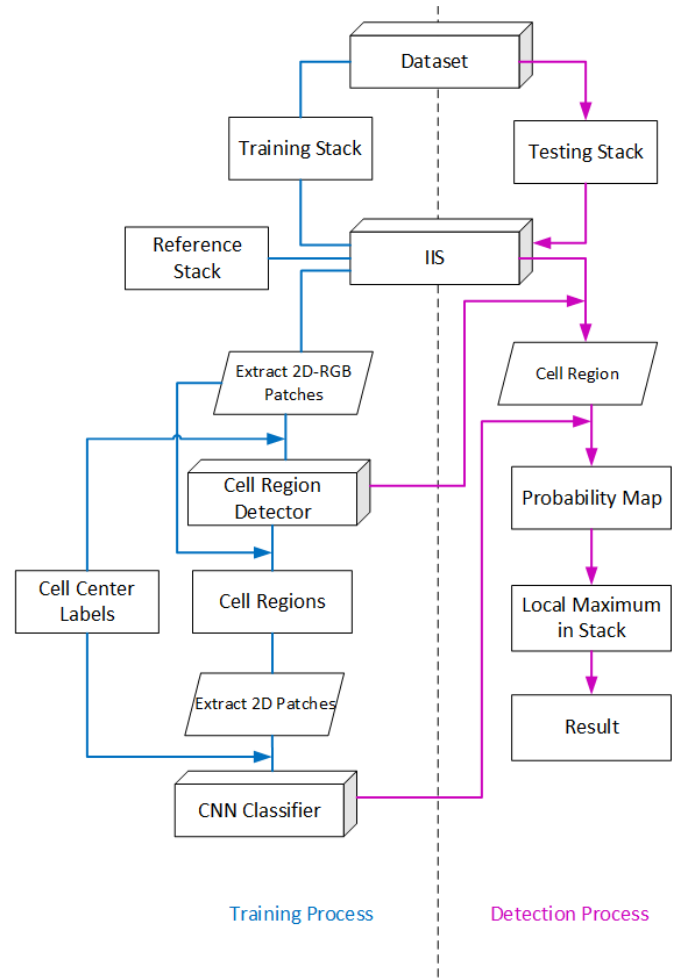 Dataset
Training Stack
Testing Stack
Reference
Stack
IIS
Extract 2D-RGB
Patches
Cell Region
Cell Region
Detector
Probability Map
Cell Center
Labels
Cell Regions
Local Maximum
in Stack
Extract 2D Patches
Result
CNN Classifier
Training Process
Detection Process